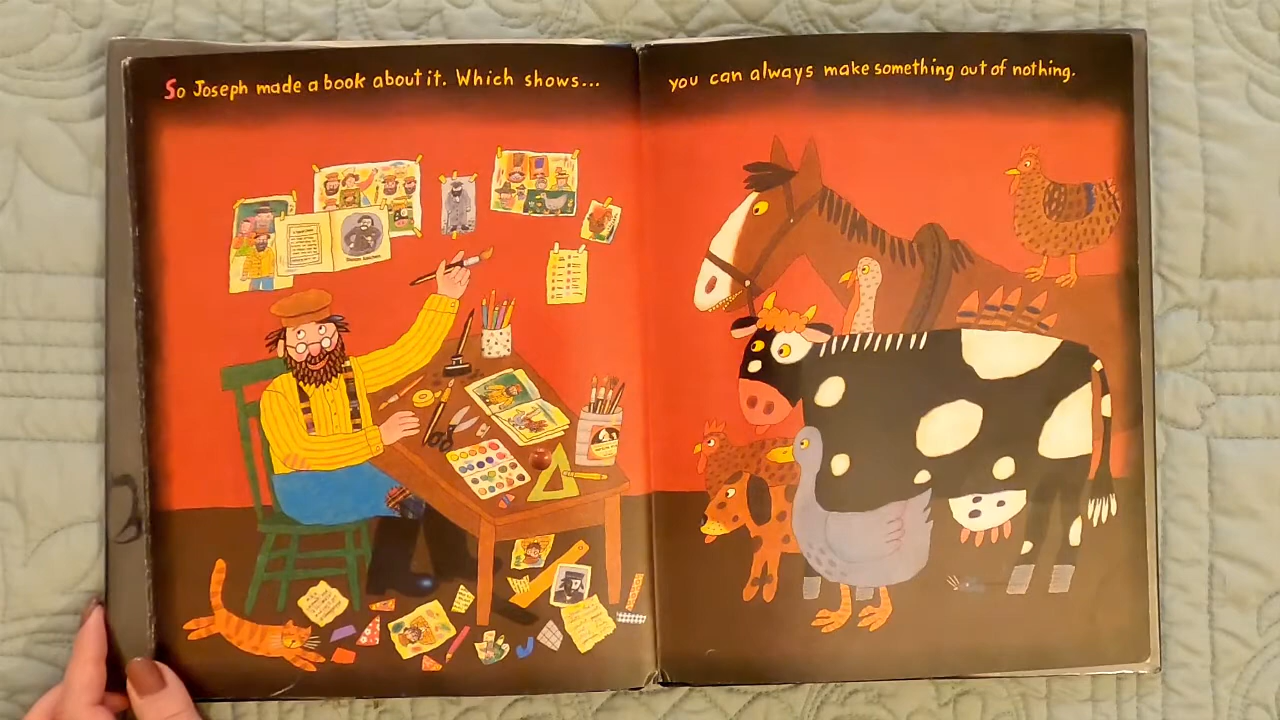 So Joseph made a book about it. Which shows...
you can always make something out of nothing.